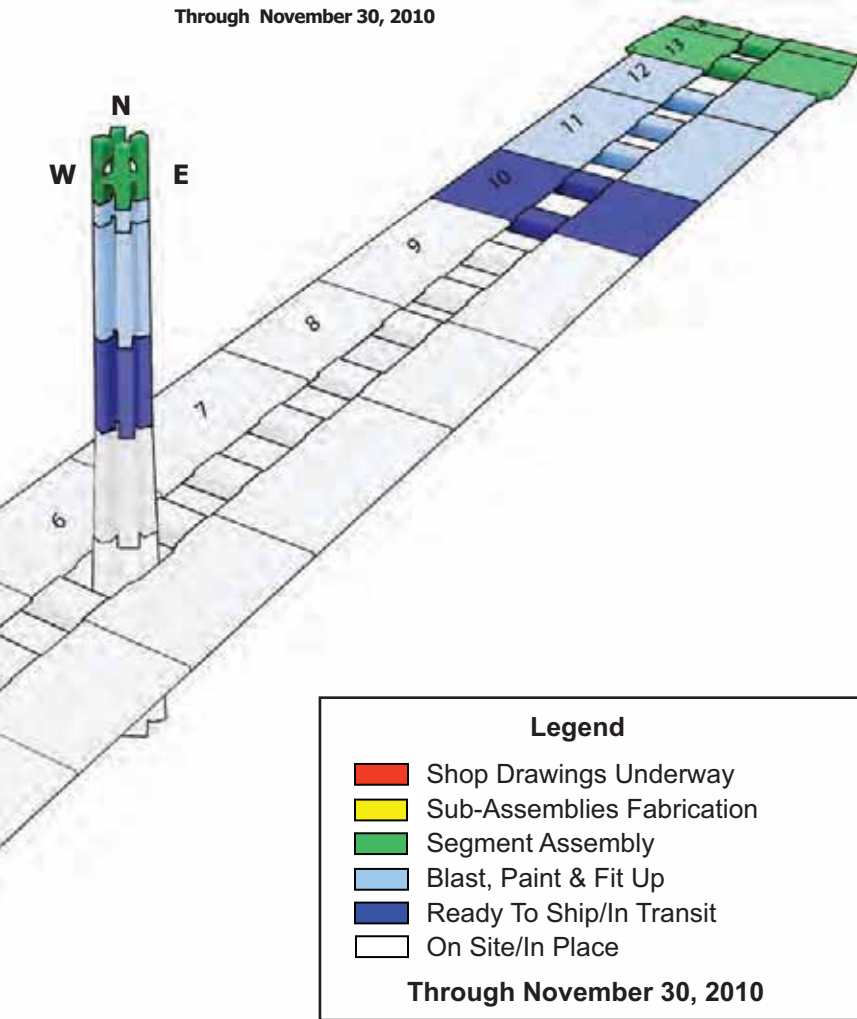 Through November 30, 2010
N
W E
13
12
11
10
9
8
7
6
Legend
Shop Drawings Underway
Sub-Assemblies Fabrication
Segment Assembly
Blast, Paint & Fit Up
Ready To Ship/In Transit
On Site/In Place
Through November 30, 2010